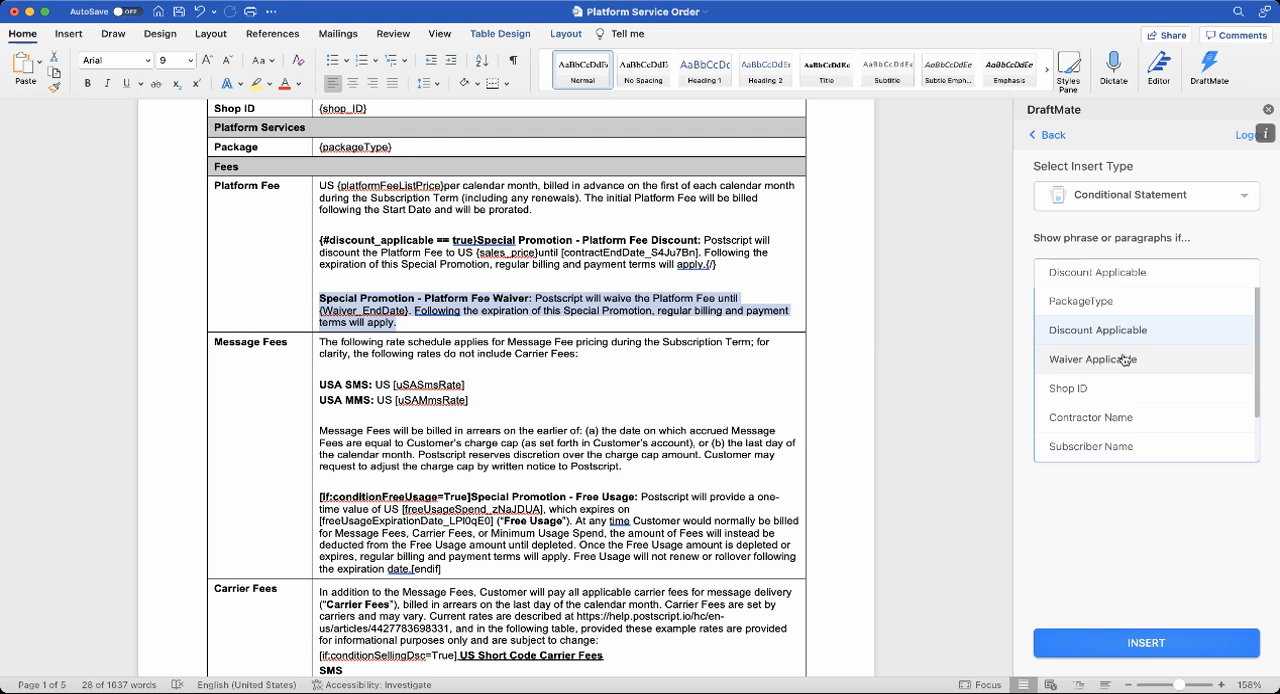 AutoSave OFF
Platform Service Order
Home Insert Draw Design Layout References Mailings Review View Table Design Layout Tell me
Share Comments
Paste
Arial 9
AaBbCcDdEt AaBbCcDc AaBbCcDc AaBbCcDdEe AaBbCcDdEe AaBbCcDdEt AaBbCcDdEe AaBbCcDdEe
Normal No Spacing Heading 1 Heading 2 Title Subtitle Subtle Emph... Emphasis
Styles Pane
Dictate
Editor
DraftMate
Shop ID {shop_ID}
Platform Services
Package {packageType}
Fees
Platform Fee
US {platformFeeListPrice}per calendar month, billed in advance on the first of each calendar month
during the Subscription Term (including any renewals). The initial Platform Fee will be billed
following the Start Date and will be prorated.
{#discount_applicable == true}Special Promotion - Platform Fee Discount: Postscript will
discount the Platform Fee to US {sales_price}until [contractEndDate_S4Ju7Bn]. Following the
expiration of this Special Promotion, regular billing and payment terms will apply.{/}
Special Promotion - Platform Fee Waiver: Postscript will waive the Platform Fee until
{Waiver_EndDate}. Following the expiration of this Special Promotion, regular billing and payment
terms will apply.
Message Fees
The following rate schedule applies for Message Fee pricing during the Subscription Term; for
clarity, the following rates do not include Carrier Fees:
USA SMS: US [uSASmsRate]
USA MMS: US [uSAMmsRate]
Message Fees will be billed in arrears on the earlier of: (a) the date on which accrued Message
Fees are equal to Customer's charge cap (as set forth in Customer's account), or (b) the last day of
the calendar month. Postscript reserves discretion over the charge cap amount. Customer may
request to adjust the charge cap by written notice to Postscript.
[if:conditionFreeUsage=True]Special Promotion - Free Usage: Postscript will provide a one-
time value of US [freeUsageSpend_zNaJDUA], which expires on
[freeUsageExpirationDate_LPI0qE0] ("Free Usage"). At any time Customer would normally be billed
for Message Fees, Carrier Fees, or Minimum Usage Spend, the amount of Fees will instead be
deducted from the Free Usage amount until depleted. Once the Free Usage amount is depleted or
expires, regular billing and payment terms will apply. Free Usage will not renew or rollover following
the expiration date.[endif]
Carrier Fees
In addition to the Message Fees, Customer will pay all applicable carrier fees for message delivery
("Carrier Fees"), billed in arrears on the last day of the calendar month. Carrier Fees are set by
carriers and may vary. Current rates are described at https://help.postscript.io/hc/en-
us/articles/4427783698331, and in the following table, provided these example rates are provided
for informational purposes only and are subject to change:
[if:conditionSellingDsc=True] US Short Code Carrier Fees
SMS
DraftMate
Back
Logo
Select Insert Type
Conditional Statement
Show phrase or paragraphs if...
Discount Applicable
PackageType
Discount Applicable
Waiver Applicable
Shop ID
Contractor Name
Subscriber Name
INSERT
Page 1 of 5 28 of 1637 words English (United States) Accessibility: Investigate Focus 158%